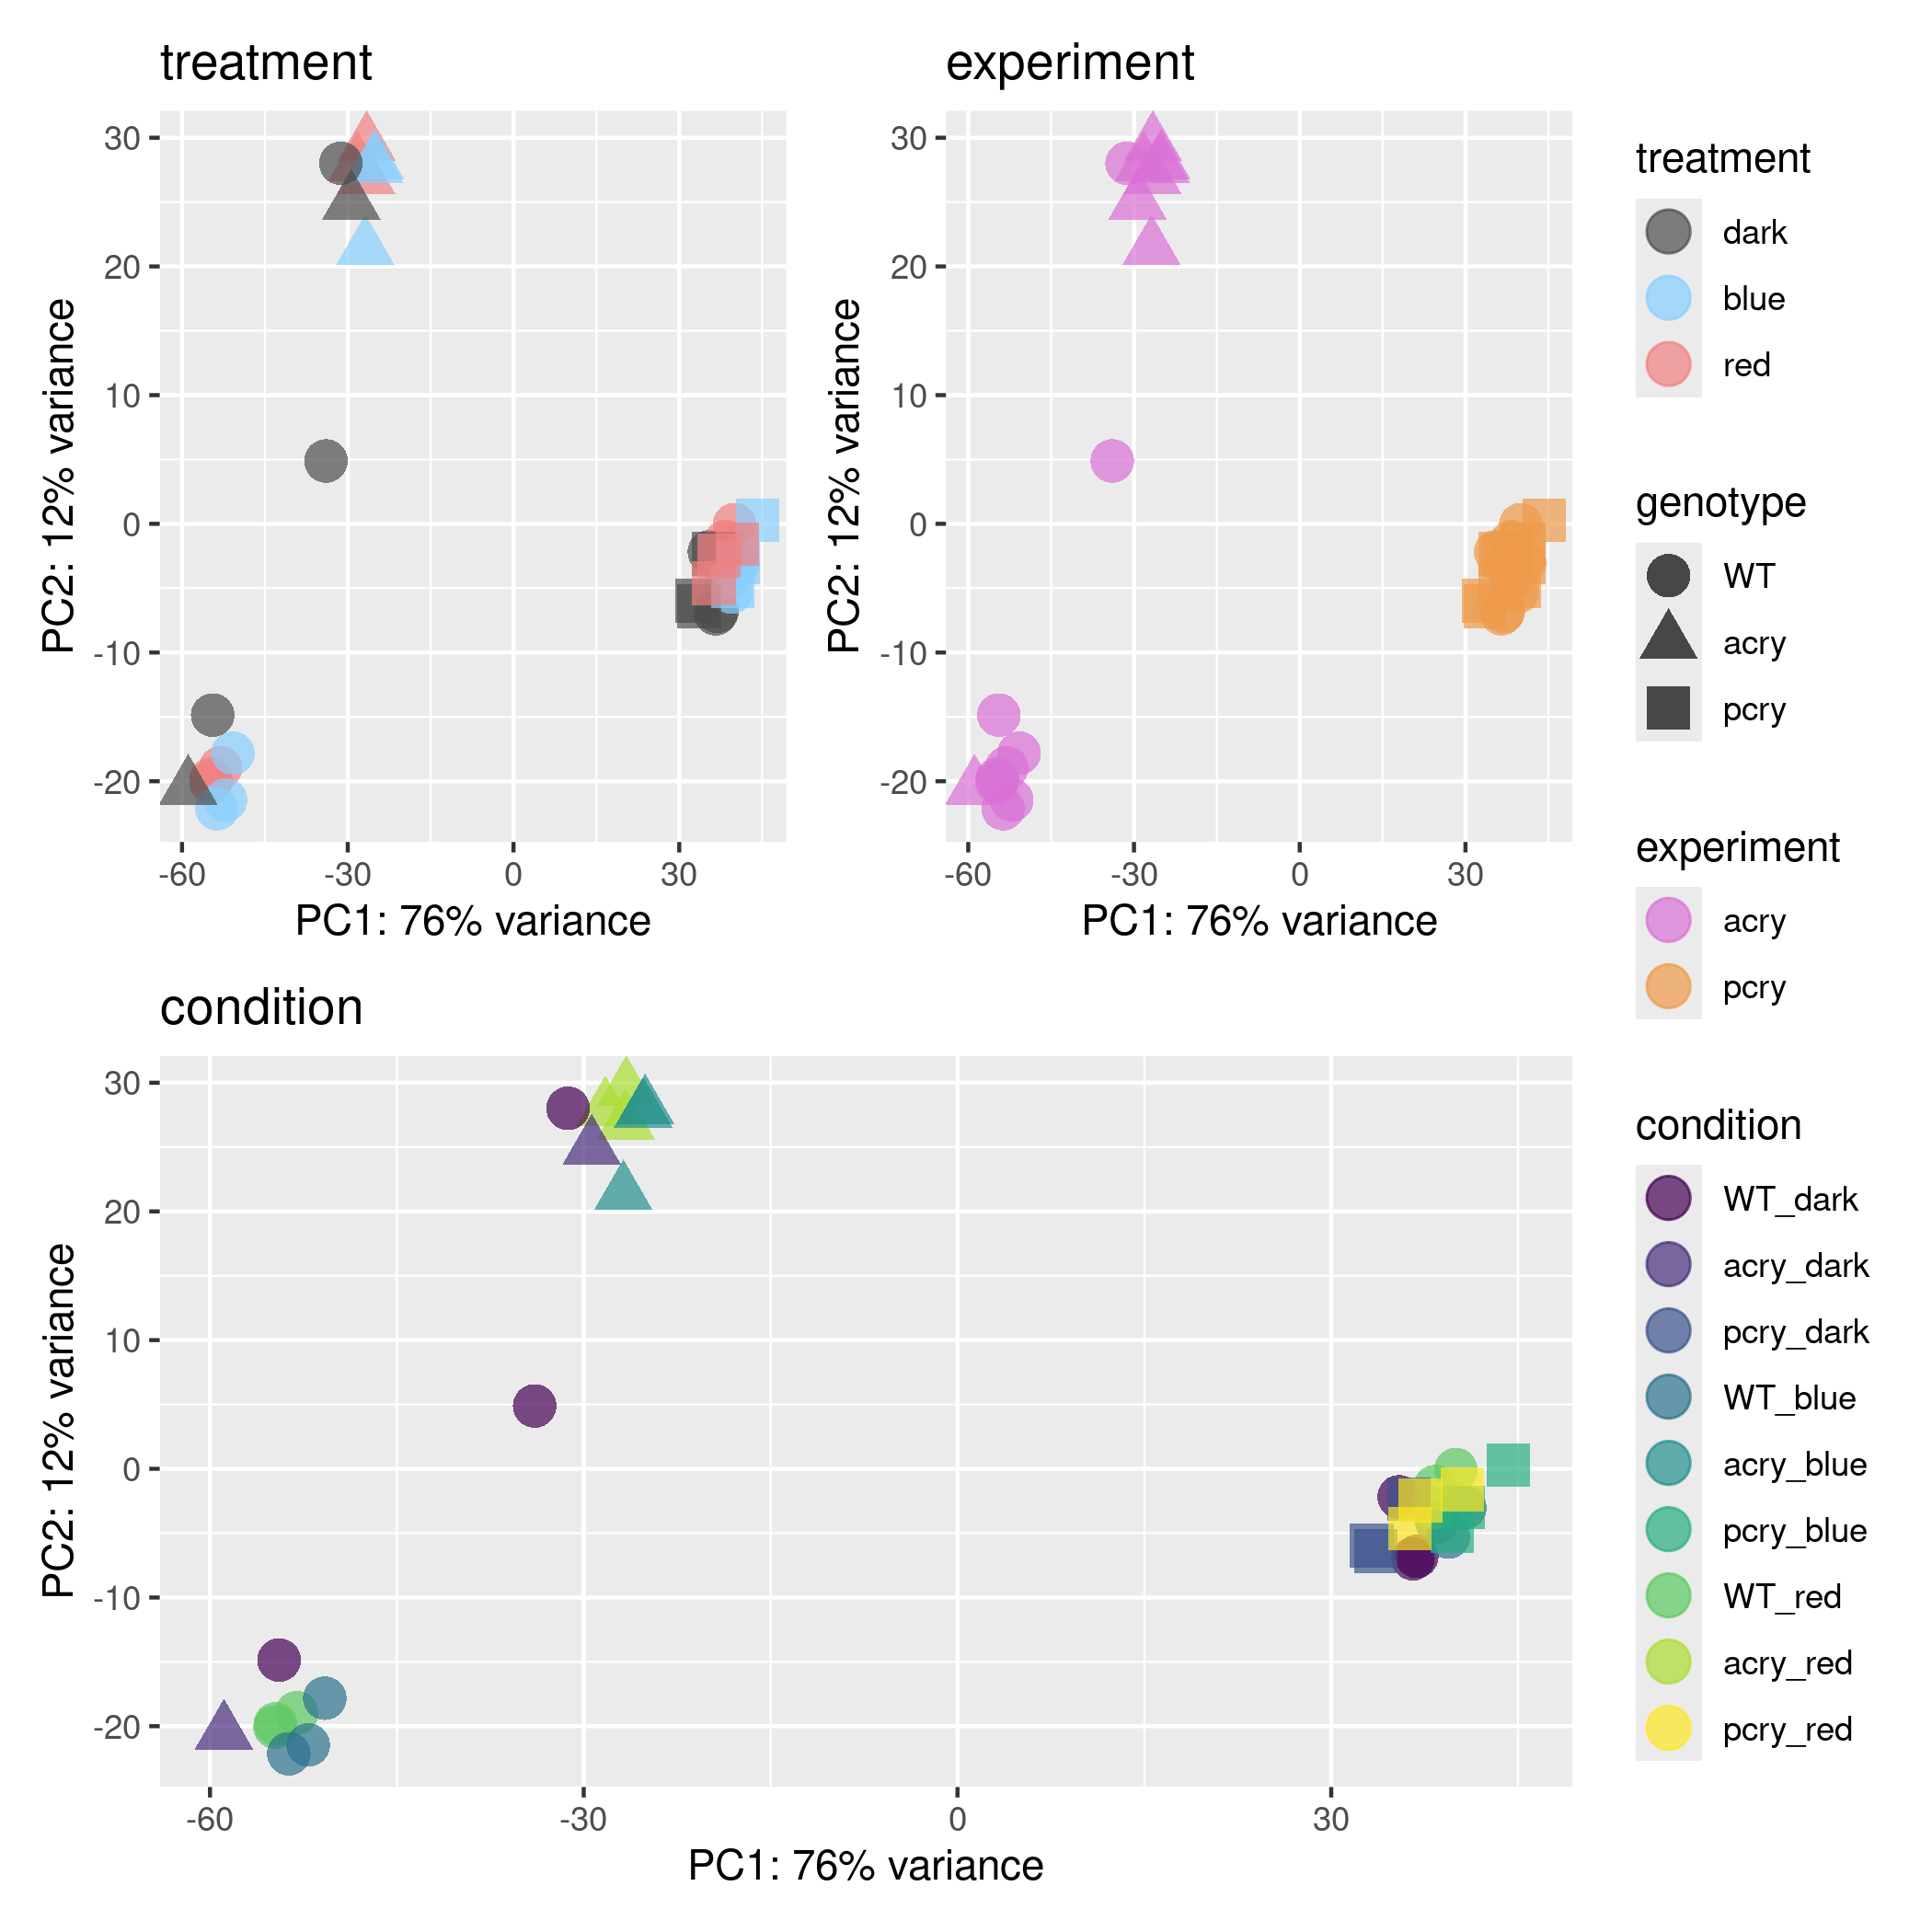 treatment
30
20
10
0
-10
-20
-60 -30 0 30
PC1: 76% variance
PC2: 12% variance
experiment
30
20
10
0
-10
-20
-60 -30 0 30
PC1: 76% variance
PC2: 12% variance
condition
30
20
10
0
-10
-20
-60 -30 0 30
PC1: 76% variance
PC2: 12% variance
treatment
dark
blue
red
genotype
WT
acry
pcry
experiment
acry
pcry
condition
WT_dark
acry_dark
pcry_dark
WT_blue
acry_blue
pcry_blue
WT_red
acry_red
pcry_red